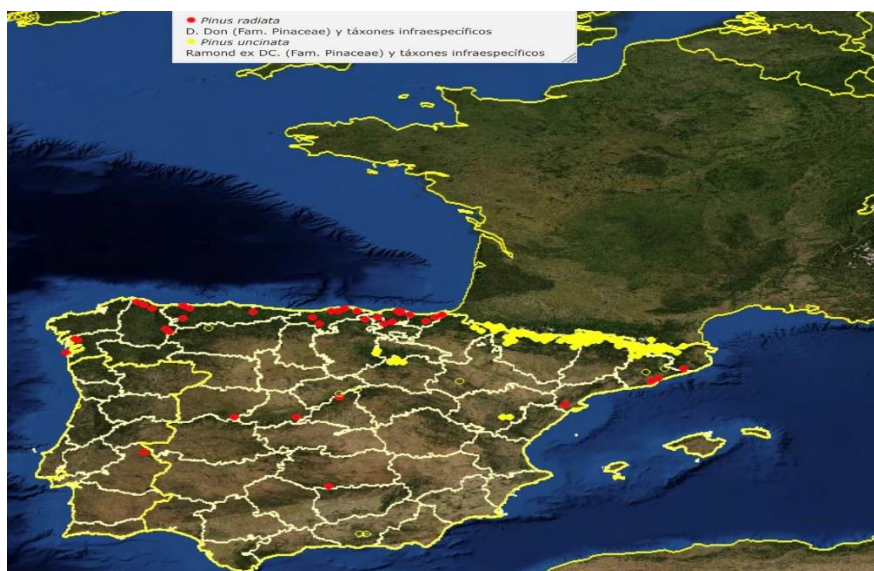 Pinus radiata
D. Don (Fam. Pinaceae) y táxones infraespecíficos
Pinus uncinata
Ramond ex DC. (Fam. Pinaceae) y táxones infraespecíficos